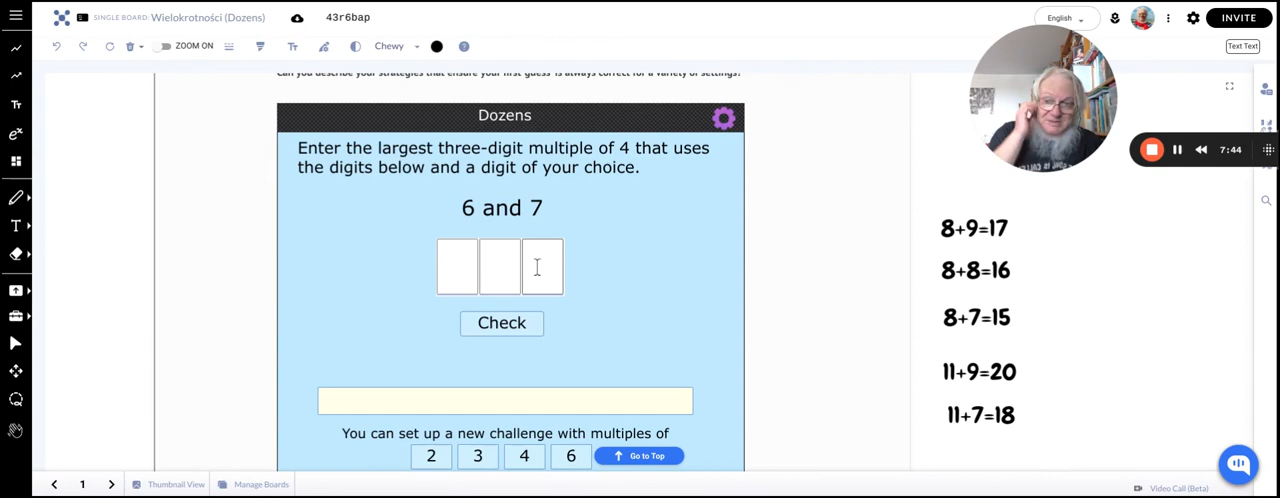 SINGLE BOARD: Wielokrotności (Dozens)
43r6bap
English
INVITE
ZOOM ON
Chewy
Text Text
Can you describe your strategies that ensure your first guess is always correct for a variety of settings?
Dozens
Enter the largest three-digit multiple of 4 that uses
the digits below and a digit of your choice.
6 and 7
Check
You can set up a new challenge with multiples of
2 3 4 6
Go to Top
7:44
8+9=17
8+8=16
8+7=15
11+9=20
11+7=18
1
Thumbnail View
Manage Boards
Video Call (Beta)